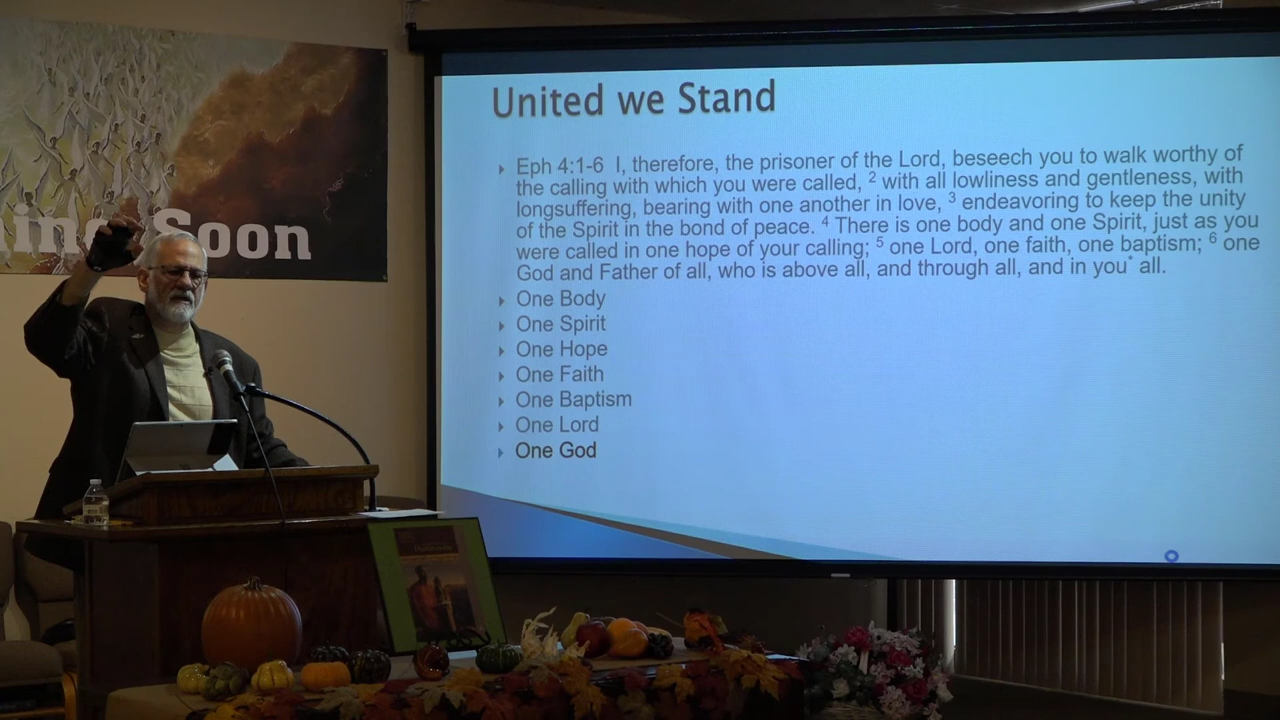 ing Soon
United we Stand
Eph 4:1-6 I, therefore, the prisoner of the Lord, beseech you to walk worthy of
the calling with which you were called, 2 with all lowliness and gentleness, with
longsuffering, bearing with one another in love, 3 endeavoring to keep the unity
of the Spirit in the bond of peace. 4 There is one body and one Spirit, just as you
were called in one hope of your calling; 5 one Lord, one faith, one baptism; 6 one
God and Father of all, who is above all, and through all, and in you* all.
One Body
One Spirit
One Hope
One Faith
One Baptism
One Lord
One God